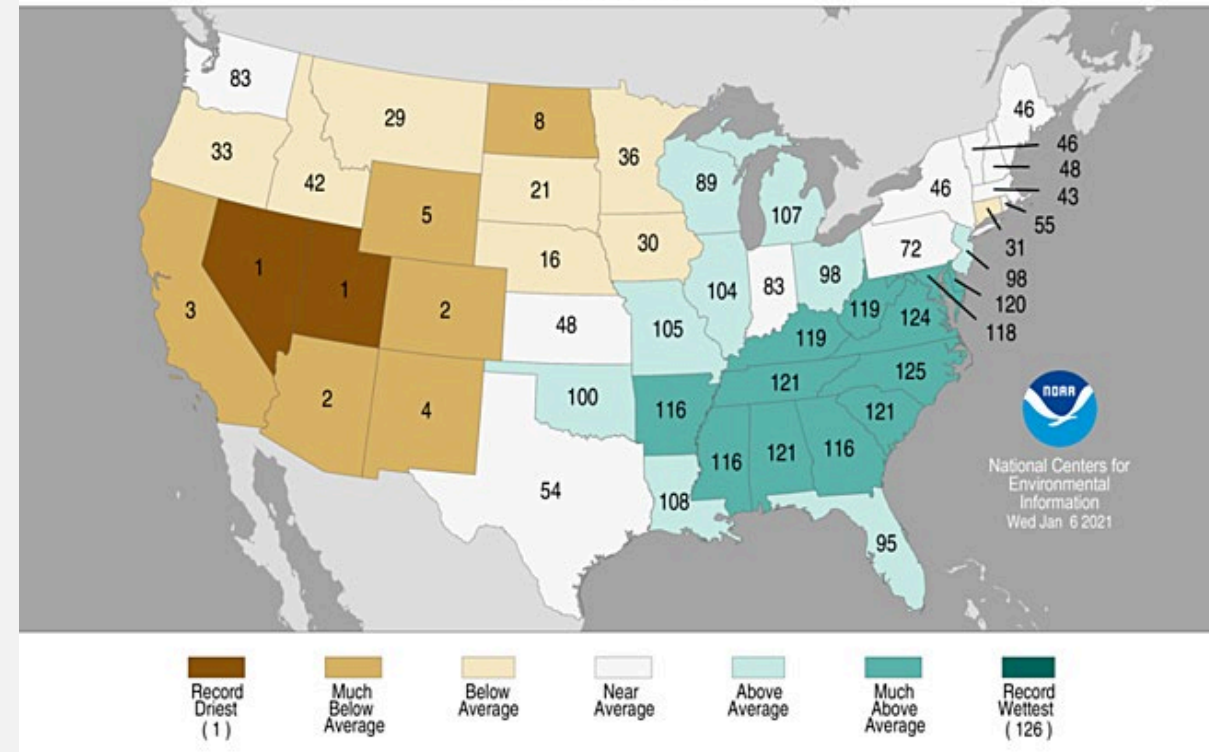 83
29
8
36
33
42
5
21
89
107
46
46
46
48
43
55
31
98
120
118
72
1
1
2
16
30
104
83
98
3
48
105
119
119
124
2
4
100
116
121
125
121
116
121
116
54
108
95
NOAA
National Centers for
Environmental
Information
Wed Jan 6 2021
Record
Driest
( 1 )
Much
Below
Average
Below
Average
Near
Average
Above
Average
Much
Above
Average
Record
Wettest
( 126 )